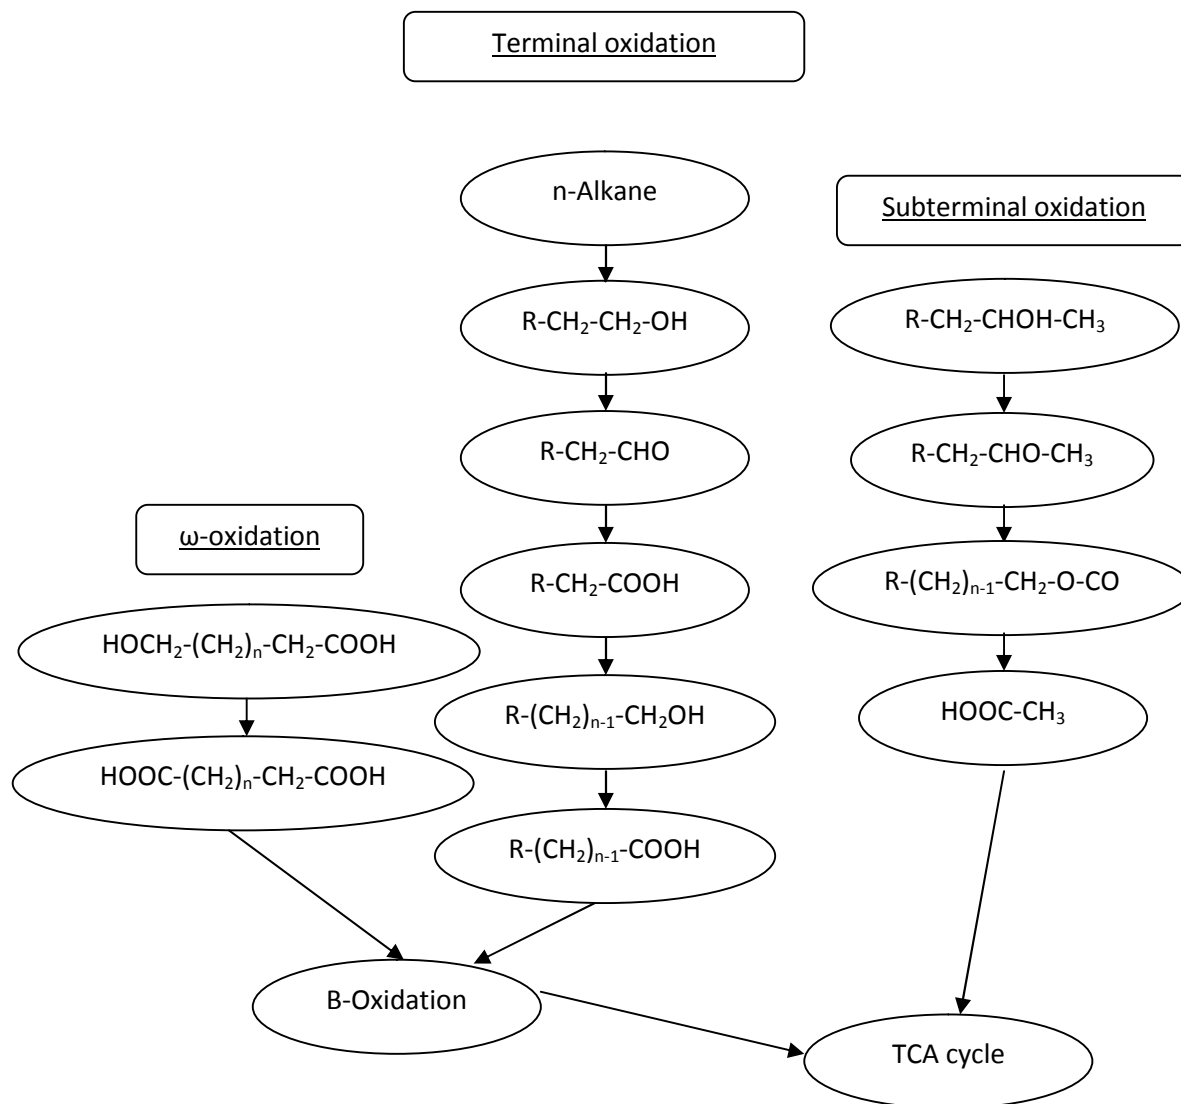 Terminal oxidation
n-Alkane
Subterminal oxidation
R-CH₂-CH₂-OH
R-CH₂-CHOH-CH₃
R-CH₂-CHO
R-CH₂-CHO-CH₃
ω-oxidation
R-CH₂-COOH
R-(CH₂)ₙ₋₁-CH₂-O-CO
HOCH₂-(CH₂)ₙ-CH₂-COOH
R-(CH₂)ₙ₋₁-CH₂OH
HOOC-CH₃
HOOC-(CH₂)ₙ-CH₂-COOH
R-(CH₂)ₙ₋₁-COOH
B-Oxidation
TCA cycle